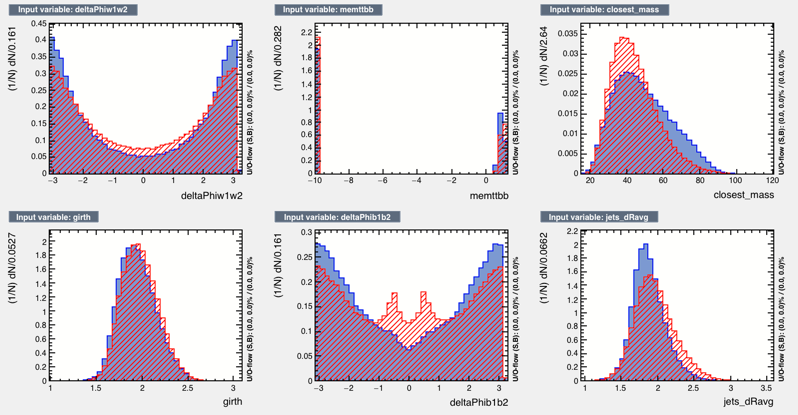 Input variable: deltaPhiw1w2
(1/N) dN/0.161
0.45
0.4
0.35
0.3
0.25
0.2
0.15
0.1
0.05
0
−3 −2 −1 0 1 2 3
deltaPhiw1w2
U/O-flow (S,B): (0.0, 0.0)% / (0.0, 0.0)%
Input variable: memttbb
(1/N) dN/0.282
2.2
2
1.8
1.6
1.4
1.2
1
0.8
0.6
0.4
0.2
0
−10 −8 −6 −4 −2 0
memttbb
U/O-flow (S,B): (0.0, 0.0)% / (0.0, 0.0)%
Input variable: closest_mass
(1/N) dN/2.64
0.035
0.03
0.025
0.02
0.015
0.01
0.005
0
20 40 60 80 100 120
closest_mass
U/O-flow (S,B): (0.0, 0.0)% / (0.0, 0.0)%
Input variable: girth
(1/N) dN/0.0527
2
1.8
1.6
1.4
1.2
1
0.8
0.6
0.4
0.2
0
1 1.5 2 2.5 3
girth
U/O-flow (S,B): (0.0, 0.0)% / (0.0, 0.0)%
Input variable: deltaPhib1b2
(1/N) dN/0.161
0.3
0.25
0.2
0.15
0.1
0.05
0
−3 −2 −1 0 1 2 3
deltaPhib1b2
U/O-flow (S,B): (0.0, 0.0)% / (0.0, 0.0)%
Input variable: jets_dRavg
(1/N) dN/0.0662
2.2
2
1.8
1.6
1.4
1.2
1
0.8
0.6
0.4
0.2
0
1 1.5 2 2.5 3 3.5
jets_dRavg
U/O-flow (S,B): (0.0, 0.0)% / (0.0, 0.0)%